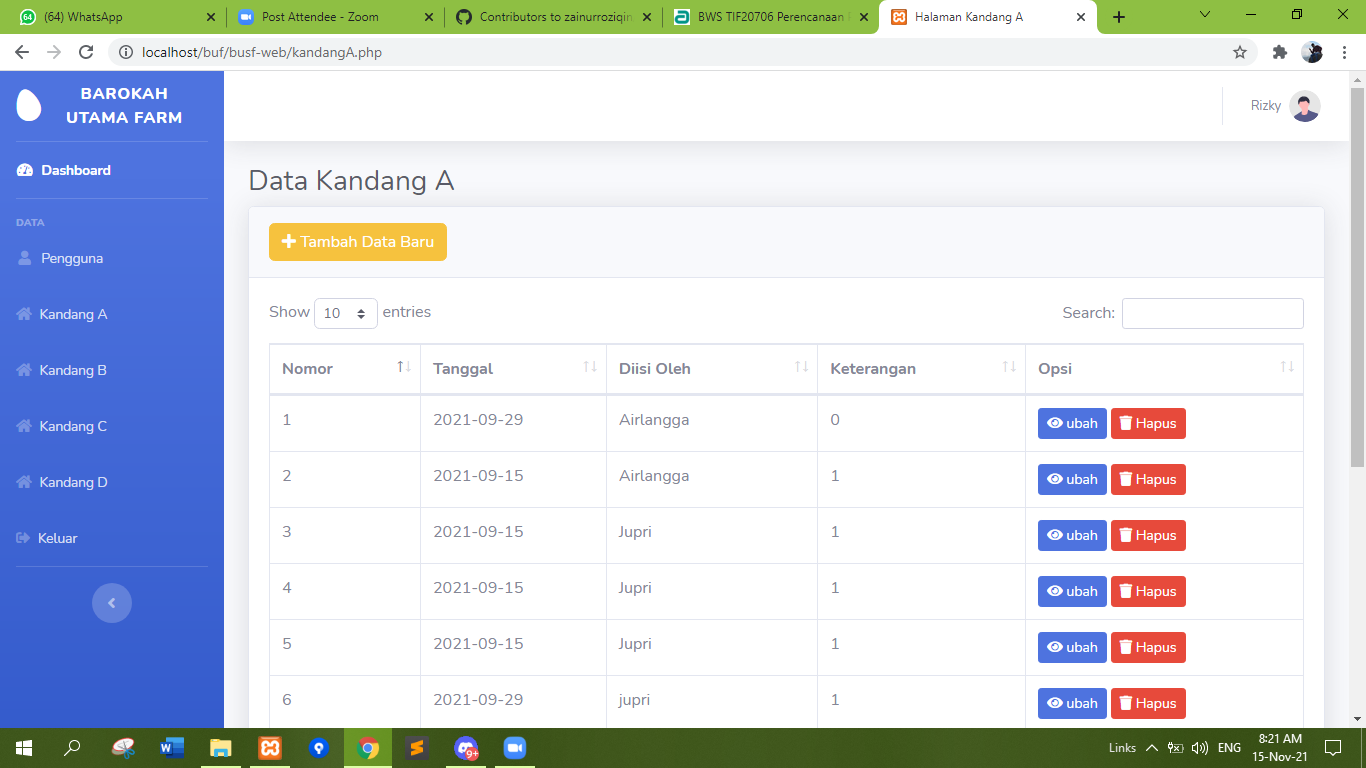 (64) WhatsApp
Post Attendee - Zoom
Contributors to zainurroziqin
BWS TIF20706 Perencanaan
Halaman Kandang A
localhost/buf/busf-web/kandangA.php
BAROKAH
UTAMA FARM
Rizky
Dashboard
DATA
Pengguna
Kandang A
Kandang B
Kandang C
Kandang D
Keluar
Data Kandang A
Tambah Data Baru
Show 10 entries
Search:
Nomor Tanggal Diisi Oleh Keterangan Opsi
1 2021-09-29 Airlangga 0 ubah Hapus
2 2021-09-15 Airlangga 1 ubah Hapus
3 2021-09-15 Jupri 1 ubah Hapus
4 2021-09-15 Jupri 1 ubah Hapus
5 2021-09-15 Jupri 1 ubah Hapus
6 2021-09-29 jupri 1 ubah Hapus
Links
ENG
8:21 AM
15-Nov-21
64
9+